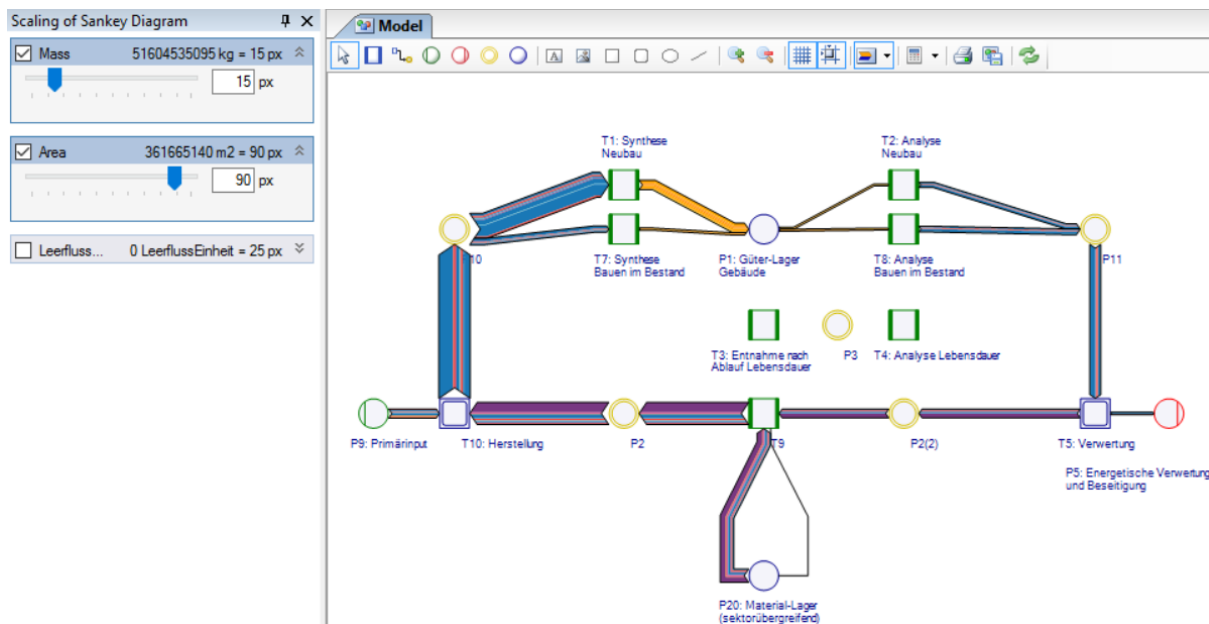 Scaling of Sankey Diagram
Mass 51604535095 kg = 15 px
15 px
Area 361665140 m2 = 90 px
90 px
Leerfluss... 0 LeerflussEinheit = 25 px
Model
A
T1: Synthese
Neubau
T2: Analyse
Neubau
10
T7: Synthese
Bauen im Bestand
P1: Güter-Lager
Gebäude
T8: Analyse
Bauen im Bestand
P11
T3: Entnahme nach
Ablauf Lebensdauer
P3
T4: Analyse Lebensdauer
P9: Primärinput
T10: Herstellung
P2
T9
P2(2)
T5: Verwertung
P5: Energetische Verwertung
und Beseitigung
P20: Material-Lager
(sektorübergreifend)